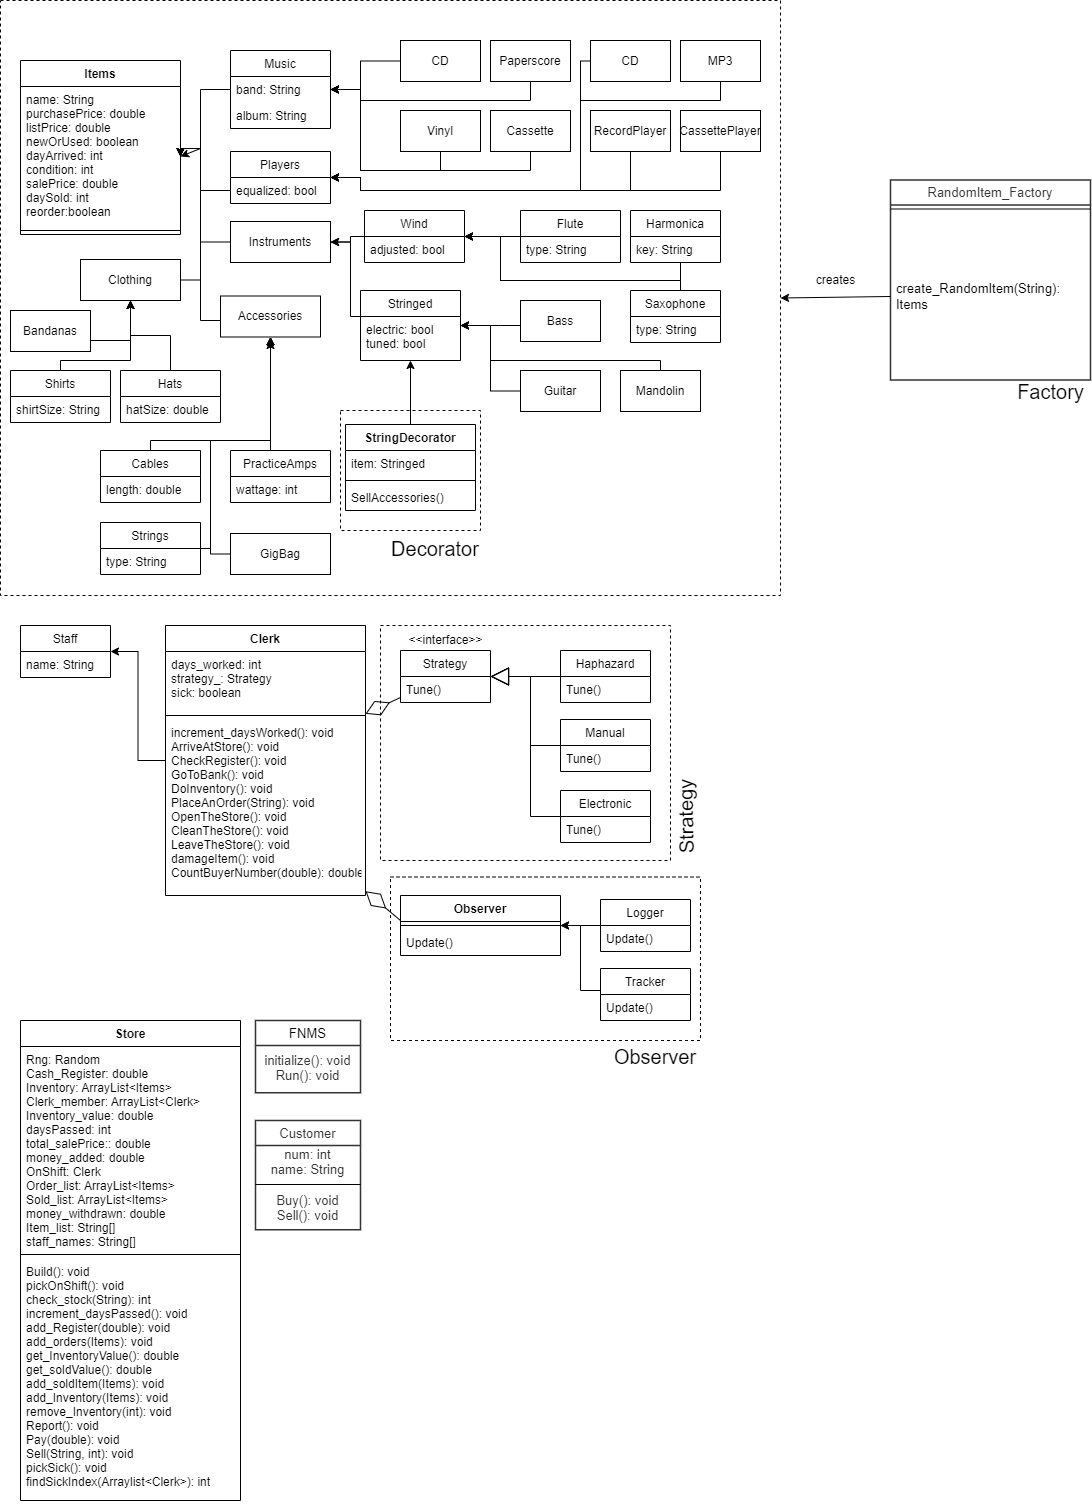 Items
name: String
purchasePrice: double
listPrice: double
newOrUsed: boolean
dayArrived: int
condition: int
salePrice: double
daySold: int
reorder:boolean
Music
band: String
album: String
CD
Paperscore
CD
MP3
Vinyl
Cassette
RecordPlayer
CassettePlayer
Players
equalized: bool
Instruments
Wind
adjusted: bool
Flute
type: String
Harmonica
key: String
Saxophone
type: String
Clothing
Accessories
Stringed
electric: bool
tuned: bool
Bass
Guitar
Mandolin
Bandanas
Shirts
shirtSize: String
Hats
hatSize: double
Cables
length: double
PracticeAmps
wattage: int
Strings
type: String
GigBag
StringDecorator
item: Stringed
SellAccessories()
Decorator
creates
RandomItem_Factory
create_RandomItem(String):
Items
Factory
Staff
name: String
Clerk
days_worked: int
strategy_: Strategy
sick: boolean
increment_daysWorked(): void
ArriveAtStore(): void
CheckRegister(): void
GoToBank(): void
DoInventory(): void
PlaceAnOrder(String): void
OpenTheStore(): void
CleanTheStore(): void
LeaveTheStore(): void
damageItem(): void
CountBuyerNumber(double): double
<<interface>>
Strategy
Tune()
Haphazard
Tune()
Manual
Tune()
Electronic
Tune()
Strategy
Observer
Update()
Logger
Update()
Tracker
Update()
Observer
Store
Rng: Random
Cash_Register: double
Inventory: ArrayList<Items>
Clerk_member: ArrayList<Clerk>
Inventory_value: double
daysPassed: int
total_salePrice:: double
money_added: double
OnShift: Clerk
Order_list: ArrayList<Items>
Sold_list: ArrayList<Items>
money_withdrawn: double
Item_list: String[]
staff_names: String[]
Build(): void
pickOnShift(): void
check_stock(String): int
increment_daysPassed(): void
add_Register(double): void
add_orders(Items): void
get_InventoryValue(): double
get_soldValue(): double
add_soldItem(Items): void
add_Inventory(Items): void
remove_Inventory(int): void
Report(): void
Pay(double): void
Sell(String, int): void
pickSick(): void
findSickIndex(Arraylist<Clerk>): int
FNMS
initialize(): void
Run(): void
Customer
num: int
name: String
Buy(): void
Sell(): void